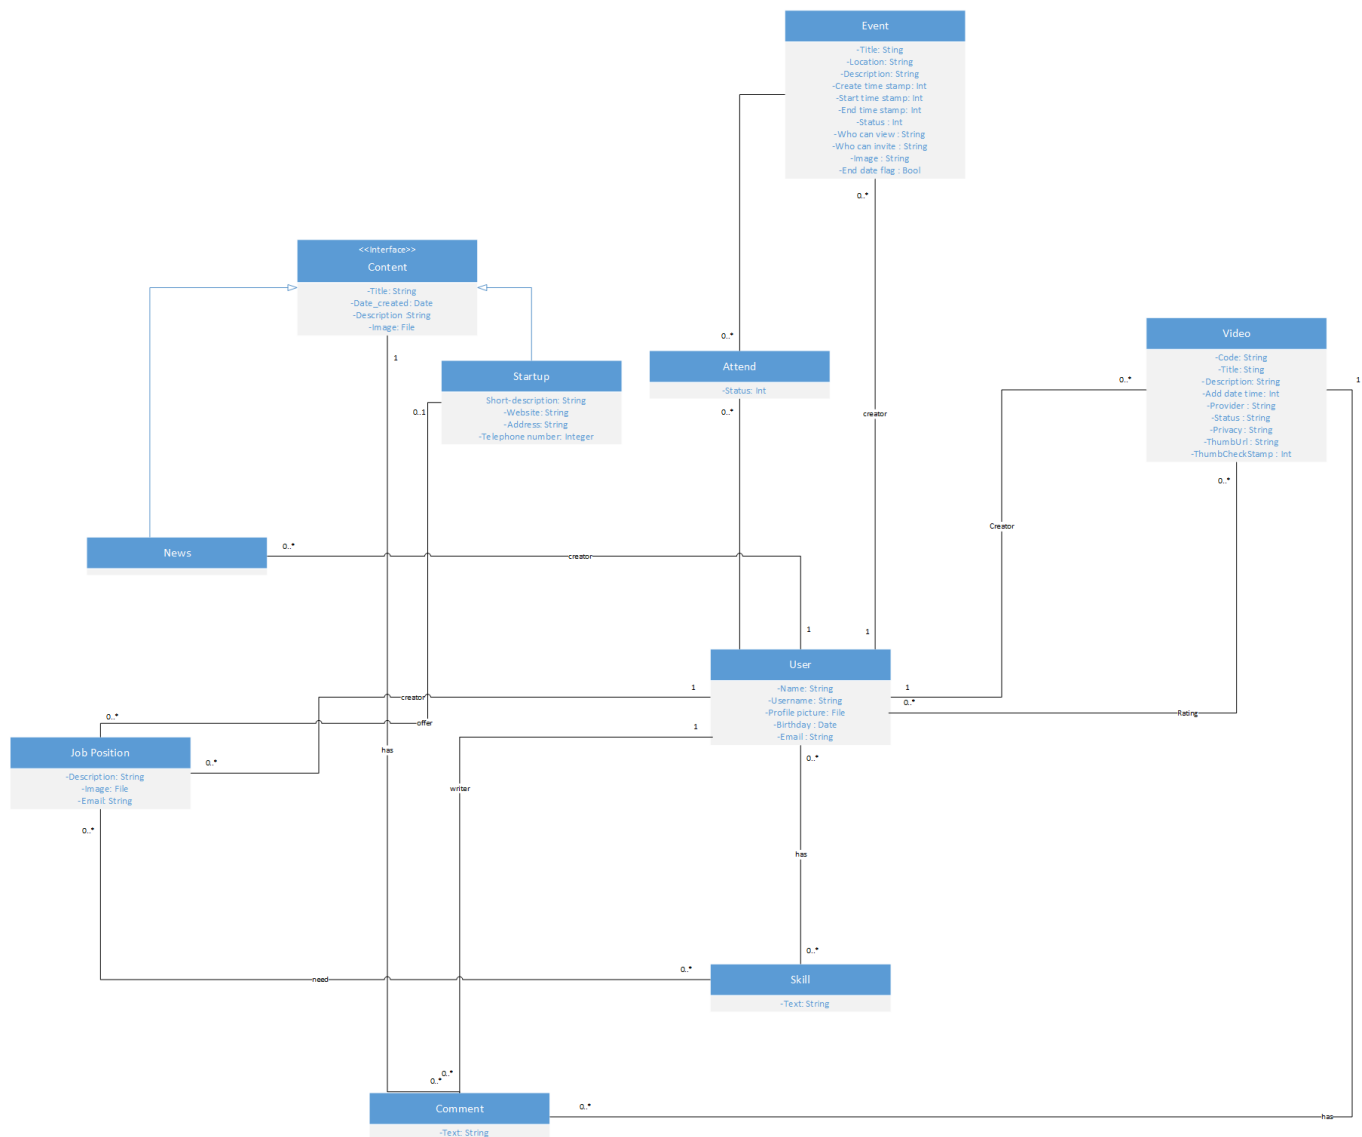 Event
-Title: Sting
-Location: String
-Description: String
-Create time stamp: Int
-Start time stamp: Int
-End time stamp: Int
-Status : Int
-Who can view : String
-Who can invite : String
-Image : String
-End date flag : Bool
0..*
<<Interface>>
Content
-Title: String
-Date_created: Date
-Description :String
-Image: File
1
0..*
Attend
-Status: Int
0..*
Startup
Short-description: String
-Website: String
-Address: String
-Telephone number: Integer
0..1
creator
Video
-Code: String
-Title: Sting
-Description: String
-Add date time: Int
-Provider : String
-Status : String
-Privacy : String
-ThumbUrl : String
-ThumbCheckStamp : Int
0..*
1
0..*
Creator
News
0..*
creator
1
1
User
-Name: String
-Username: String
-Profile picture: File
-Birthday : Date
-Email : String
1
1
0..*
Rating
creator
1
0..*
offer
Job Position
-Description: String
-Image: File
-Email: String
0..*
0..*
has
writer
0..*
has
0..*
need
0..*
Skill
-Text: String
0..*
0..*
Comment
-Text: String
0..*
has